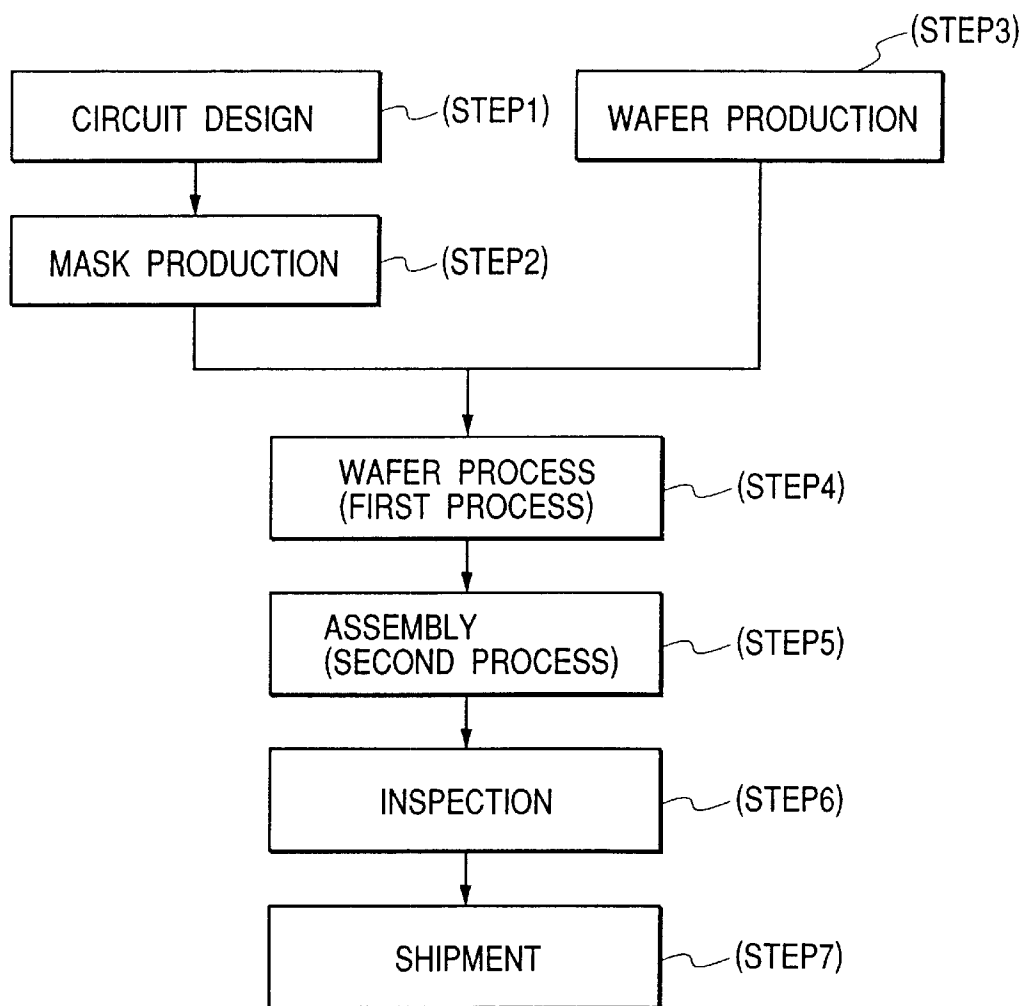 (STEP3)
CIRCUIT DESIGN
(STEP1)
WAFER PRODUCTION
MASK PRODUCTION
(STEP2)
WAFER PROCESS
(FIRST PROCESS)
(STEP4)
ASSEMBLY
(SECOND PROCESS)
(STEP5)
INSPECTION
(STEP6)
SHIPMENT
(STEP7)